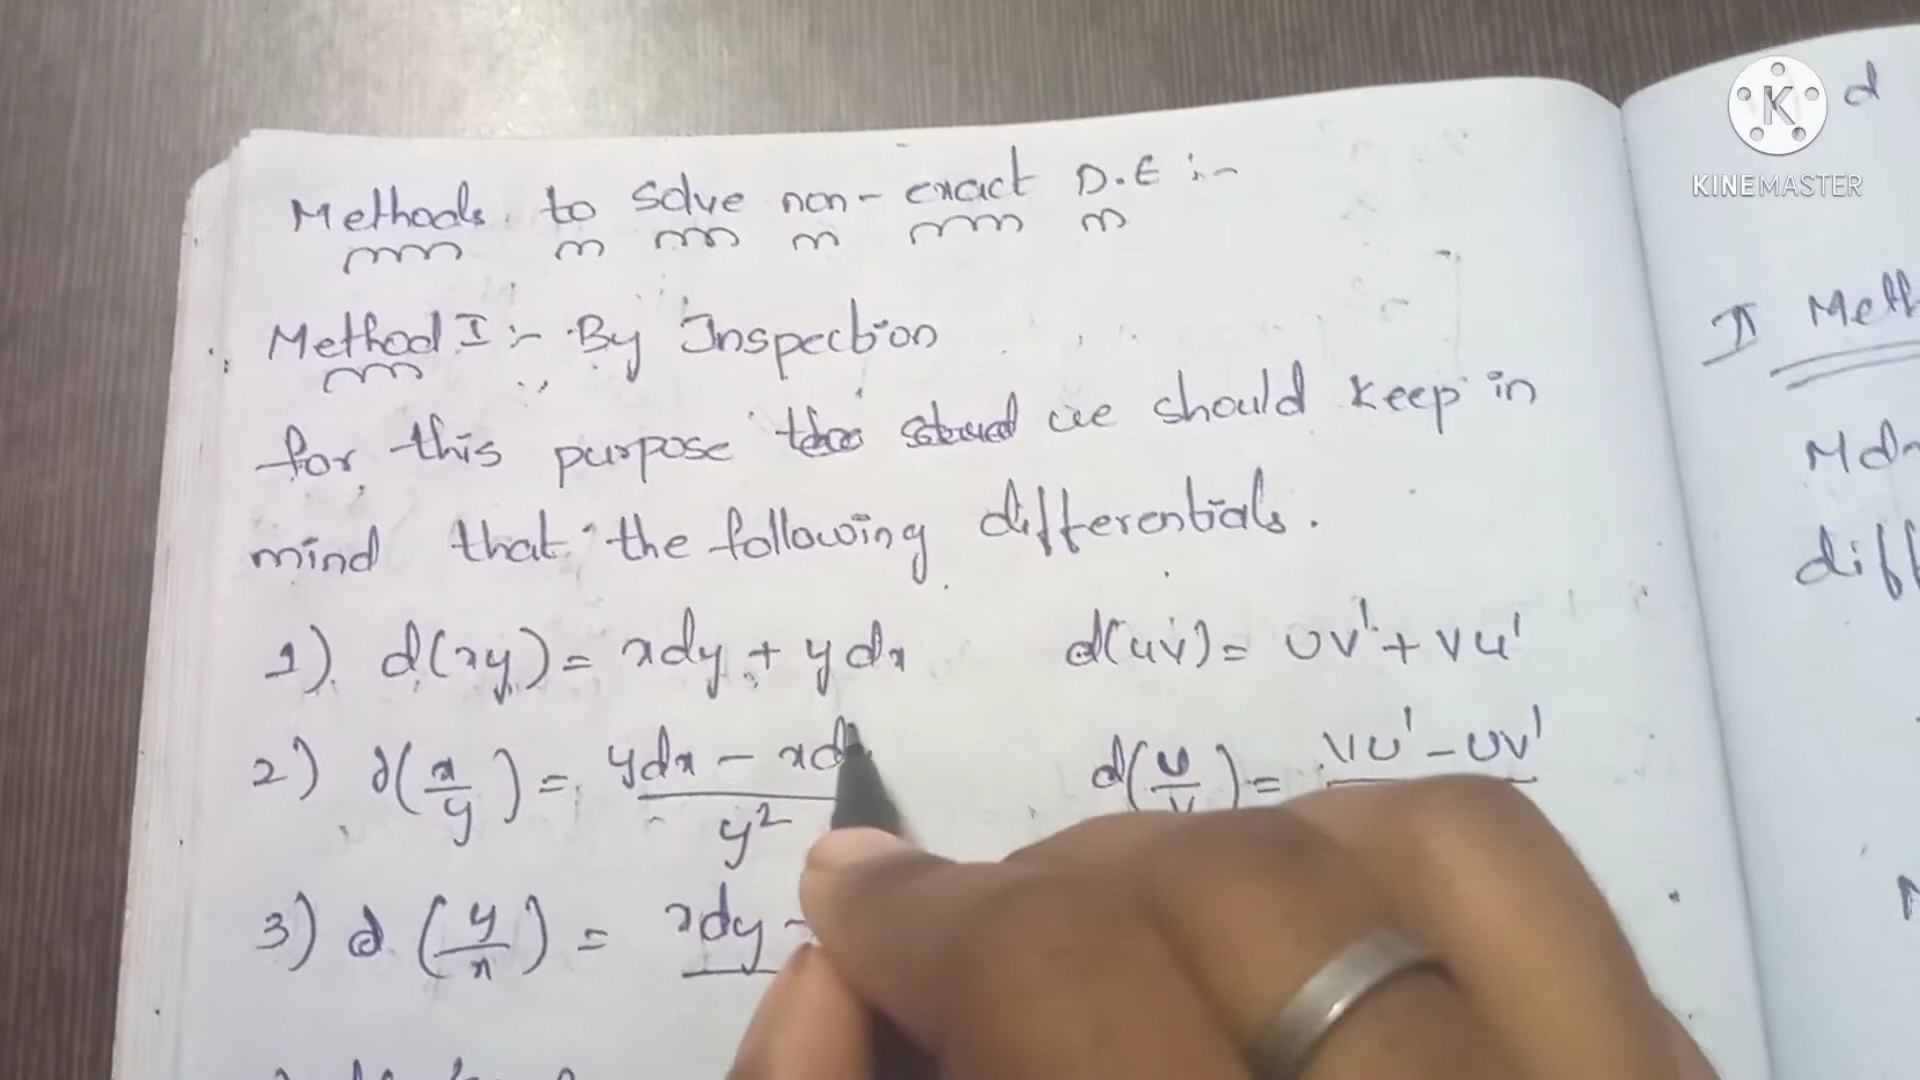 Methods to solve non-exact D.E :-
Method I :- By Inspection
for this purpose we should keep in
mind that the following differentials.
1) d(xy) = xdy + ydx
d(uv) = UV' + VU'
2) d(x/y) = ydx - xd
y²
d(u/v) = VU' - UV'
3) d(y/x) = xdy -
d
II Meth
Md
diff
KINEMASTER